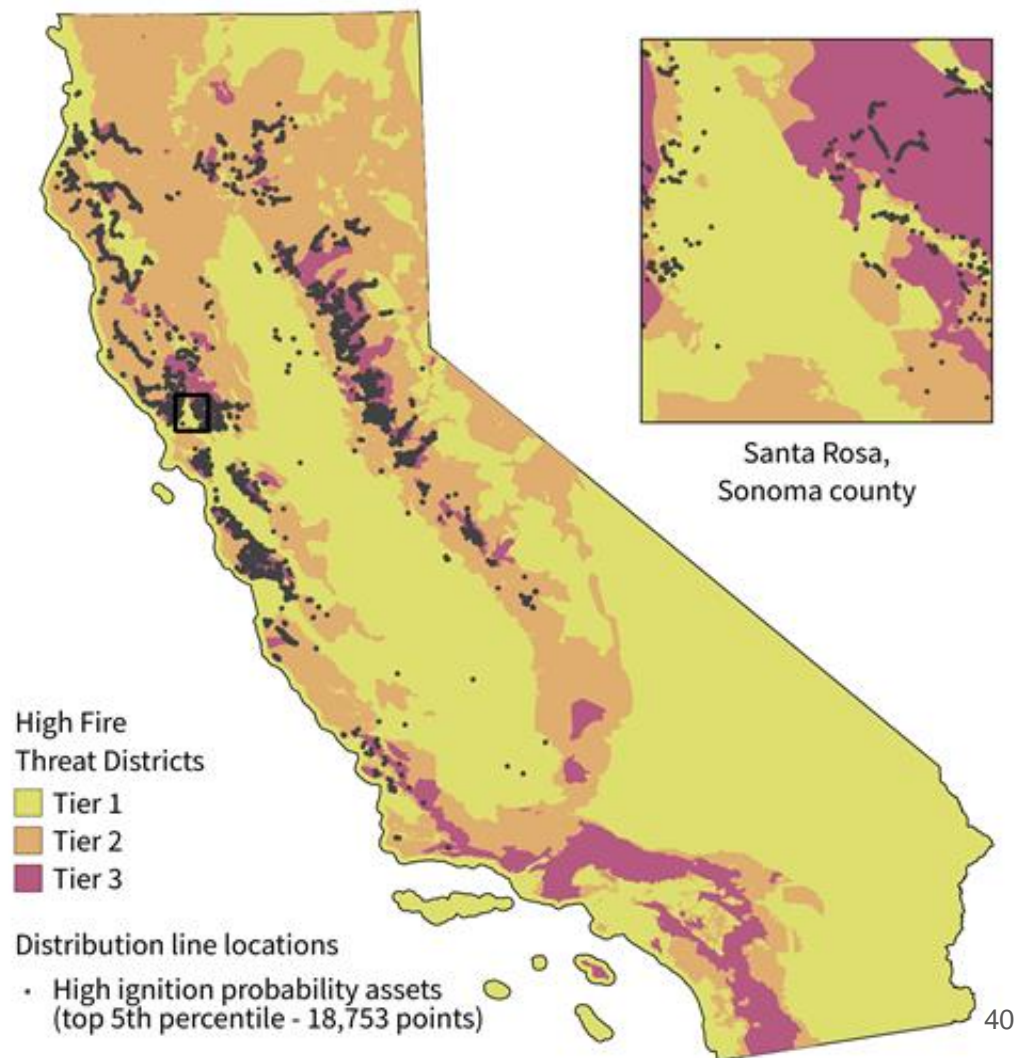 Santa Rosa,
Sonoma county
High Fire
Threat Districts
Tier 1
Tier 2
Tier 3
Distribution line locations
• High ignition probability assets
(top 5th percentile - 18,753 points)
40